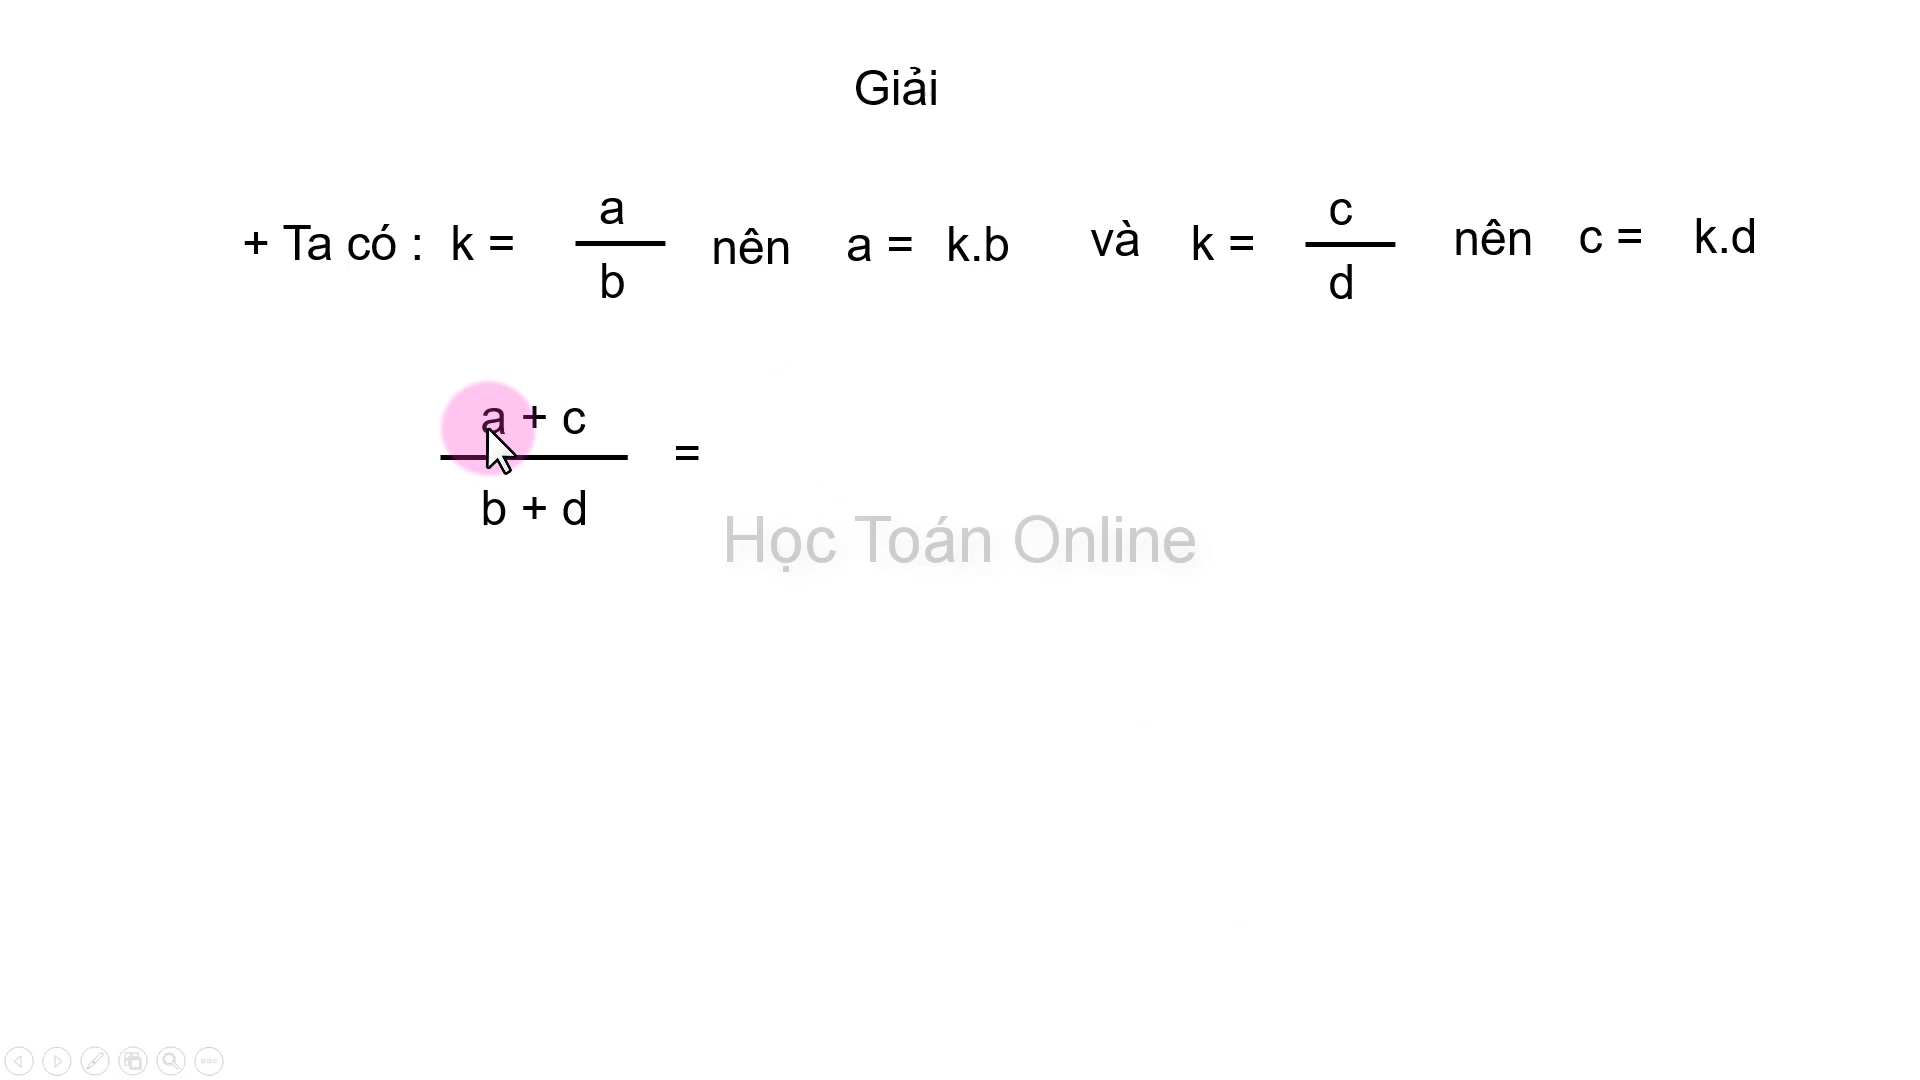 Giải
+ Ta có : k = a/b nên a = k.b và k = c/d nên c = k.d
a + c
b + d
=
Học Toán Online